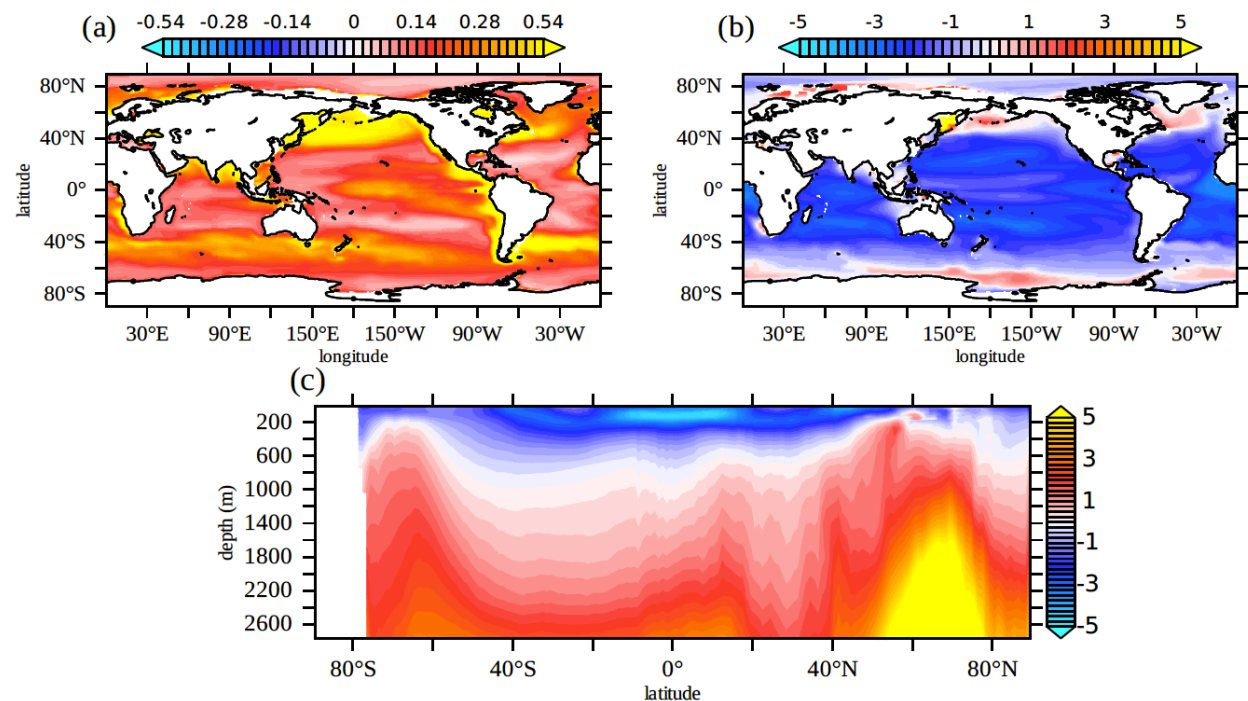 (a) -0.54 -0.28 -0.14 0 0.14 0.28 0.54
80°N
40°N
0°
40°S
80°S
latitude
30°E 90°E 150°E 150°W 90°W 30°W
longitude
(b) -5 -3 -1 1 3 5
80°N
40°N
0°
40°S
80°S
latitude
30°E 90°E 150°E 150°W 90°W 30°W
longitude
(c)
200
600
1000
1400
1800
2200
2600
depth (m)
80°S 40°S 0° 40°N 80°N
latitude
5
3
1
-1
-3
-5